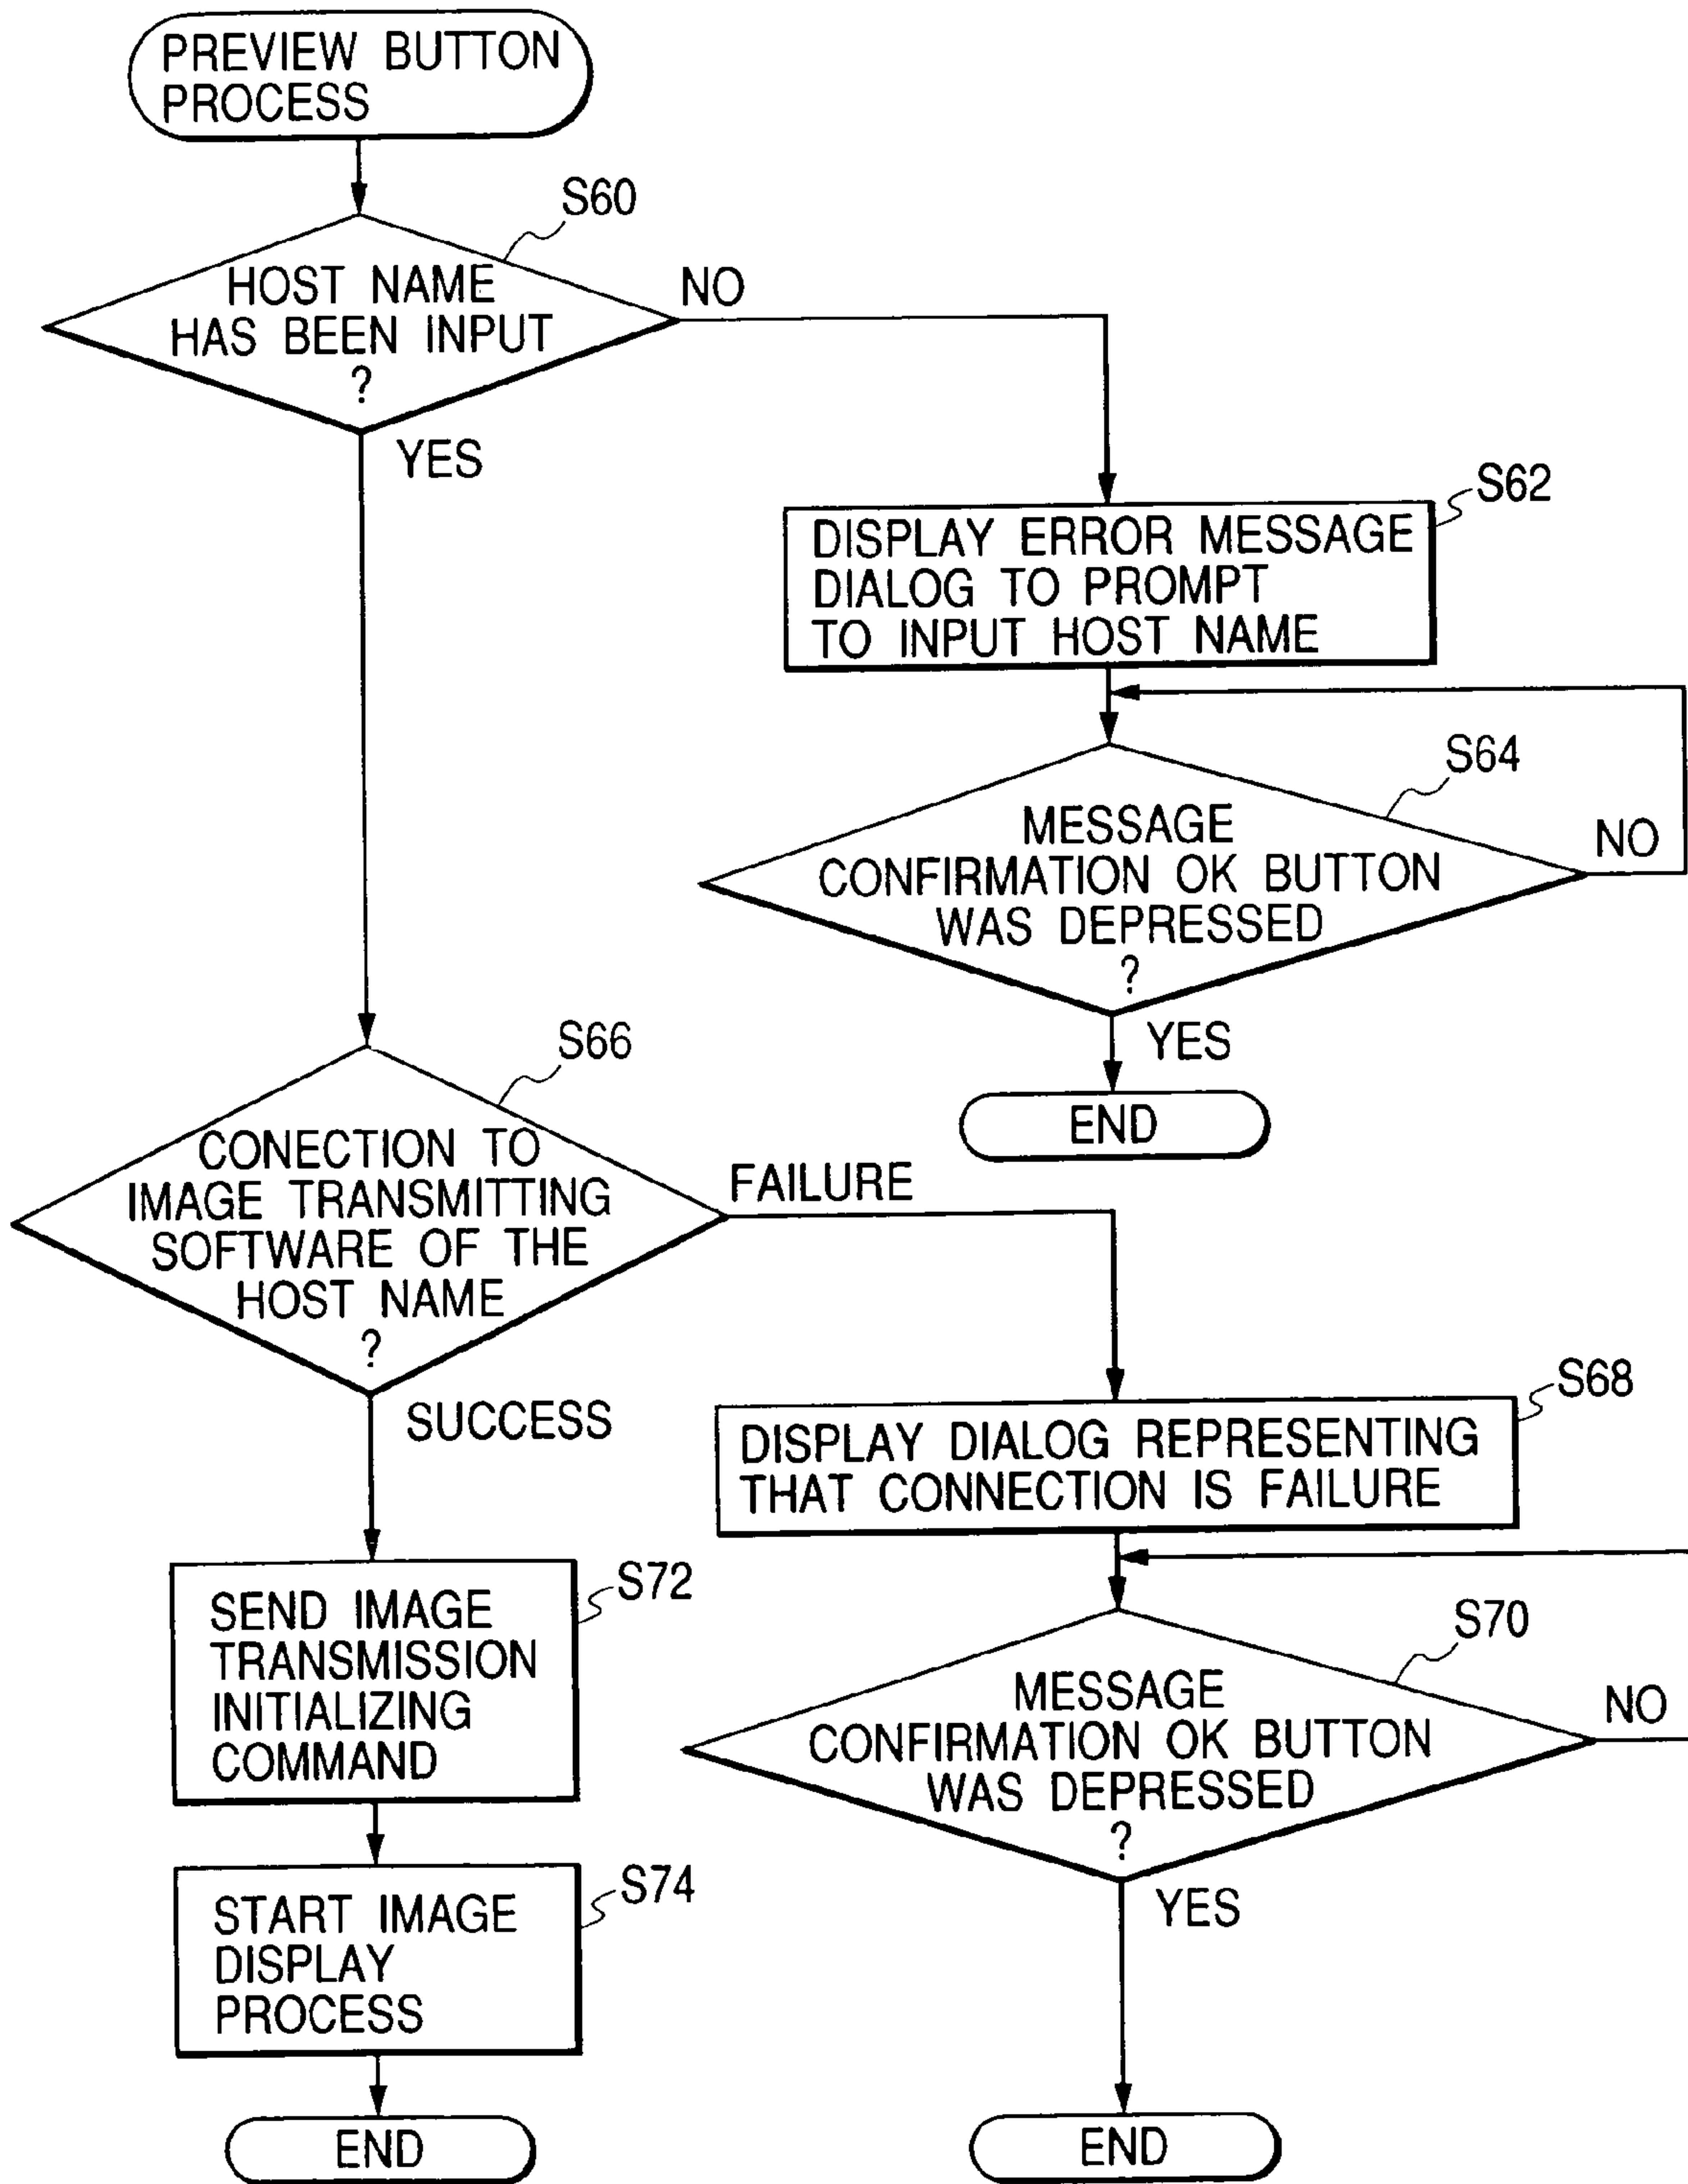 PREVIEW BUTTON
PROCESS
S60
HOST NAME
HAS BEEN INPUT
?
NO
YES
S62
DISPLAY ERROR MESSAGE
DIALOG TO PROMPT
TO INPUT HOST NAME
S64
MESSAGE
CONFIRMATION OK BUTTON
WAS DEPRESSED
?
NO
YES
END
S66
CONECTION TO
IMAGE TRANSMITTING
SOFTWARE OF THE
HOST NAME
?
FAILURE
SUCCESS
S68
DISPLAY DIALOG REPRESENTING
THAT CONNECTION IS FAILURE
S70
MESSAGE
CONFIRMATION OK BUTTON
WAS DEPRESSED
?
NO
YES
END
S72
SEND IMAGE
TRANSMISSION
INITIALIZING
COMMAND
S74
START IMAGE
DISPLAY
PROCESS
END